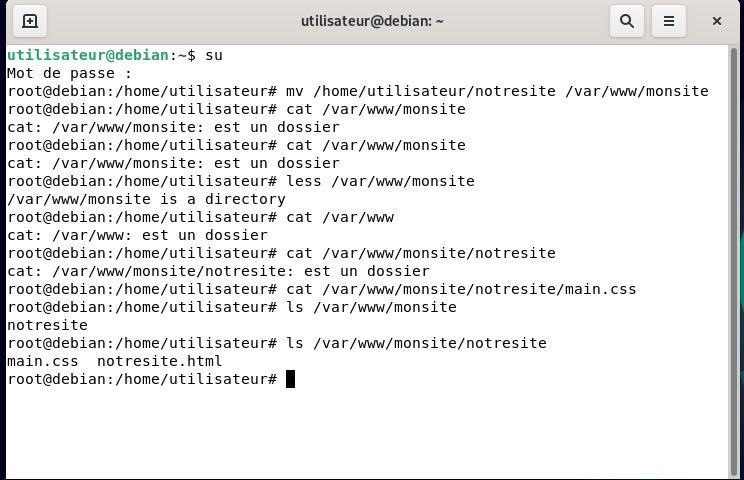 utilisateur@debian: ~
utilisateur@debian:~$ su
Mot de passe :
root@debian:/home/utilisateur# mv /home/utilisateur/notresite /var/www/monsite
root@debian:/home/utilisateur# cat /var/www/monsite
cat: /var/www/monsite: est un dossier
root@debian:/home/utilisateur# cat /var/www/monsite
cat: /var/www/monsite: est un dossier
root@debian:/home/utilisateur# less /var/www/monsite
/var/www/monsite is a directory
root@debian:/home/utilisateur# cat /var/www
cat: /var/www: est un dossier
root@debian:/home/utilisateur# cat /var/www/monsite/notresite
cat: /var/www/monsite/notresite: est un dossier
root@debian:/home/utilisateur# cat /var/www/monsite/notresite/main.css
root@debian:/home/utilisateur# ls /var/www/monsite
notresite
root@debian:/home/utilisateur# ls /var/www/monsite/notresite
main.css  notresite.html
root@debian:/home/utilisateur#